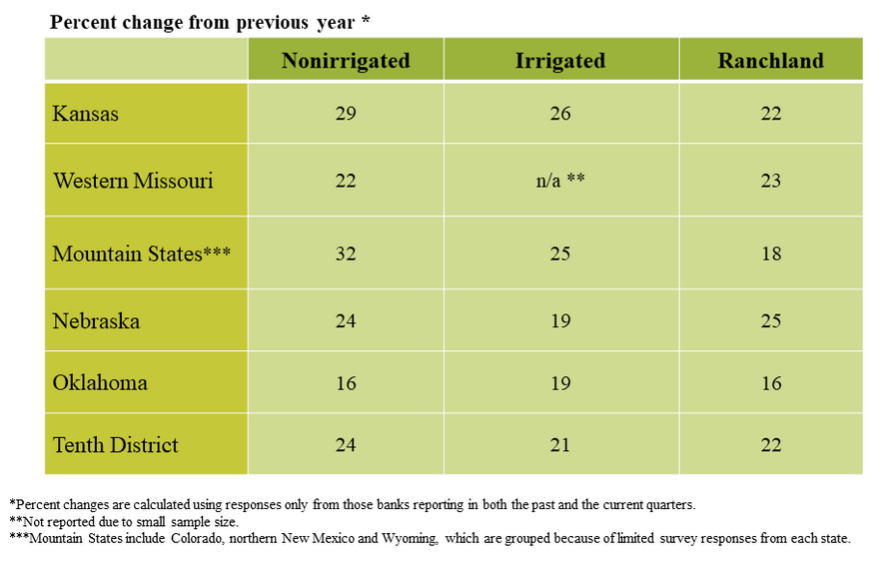 Percent change from previous year *
Nonirrigated Irrigated Ranchland
Kansas 29 26 22
Western Missouri 22 n/a ** 23
Mountain States*** 32 25 18
Nebraska 24 19 25
Oklahoma 16 19 16
Tenth District 24 21 22
*Percent changes are calculated using responses only from those banks reporting in both the past and the current quarters.
**Not reported due to small sample size.
***Mountain States include Colorado, northern New Mexico and Wyoming, which are grouped because of limited survey responses from each state.